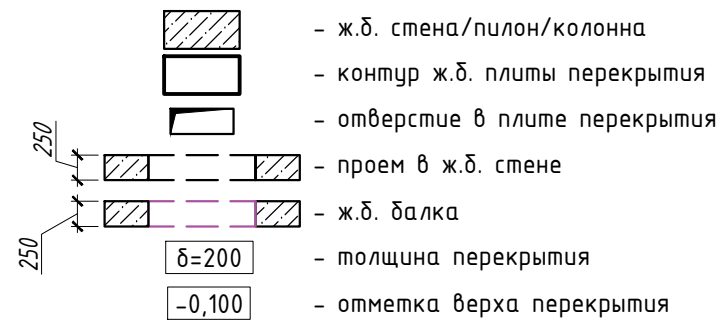 - ж.б. стена/пилон/колонна
- контур ж.б. плиты перекрытия
- отверстие в плите перекрытия
250
- проем в ж.б. стене
250
- ж.б. балка
δ=200 - толщина перекрытия
-0,100 - отметка верха перекрытия